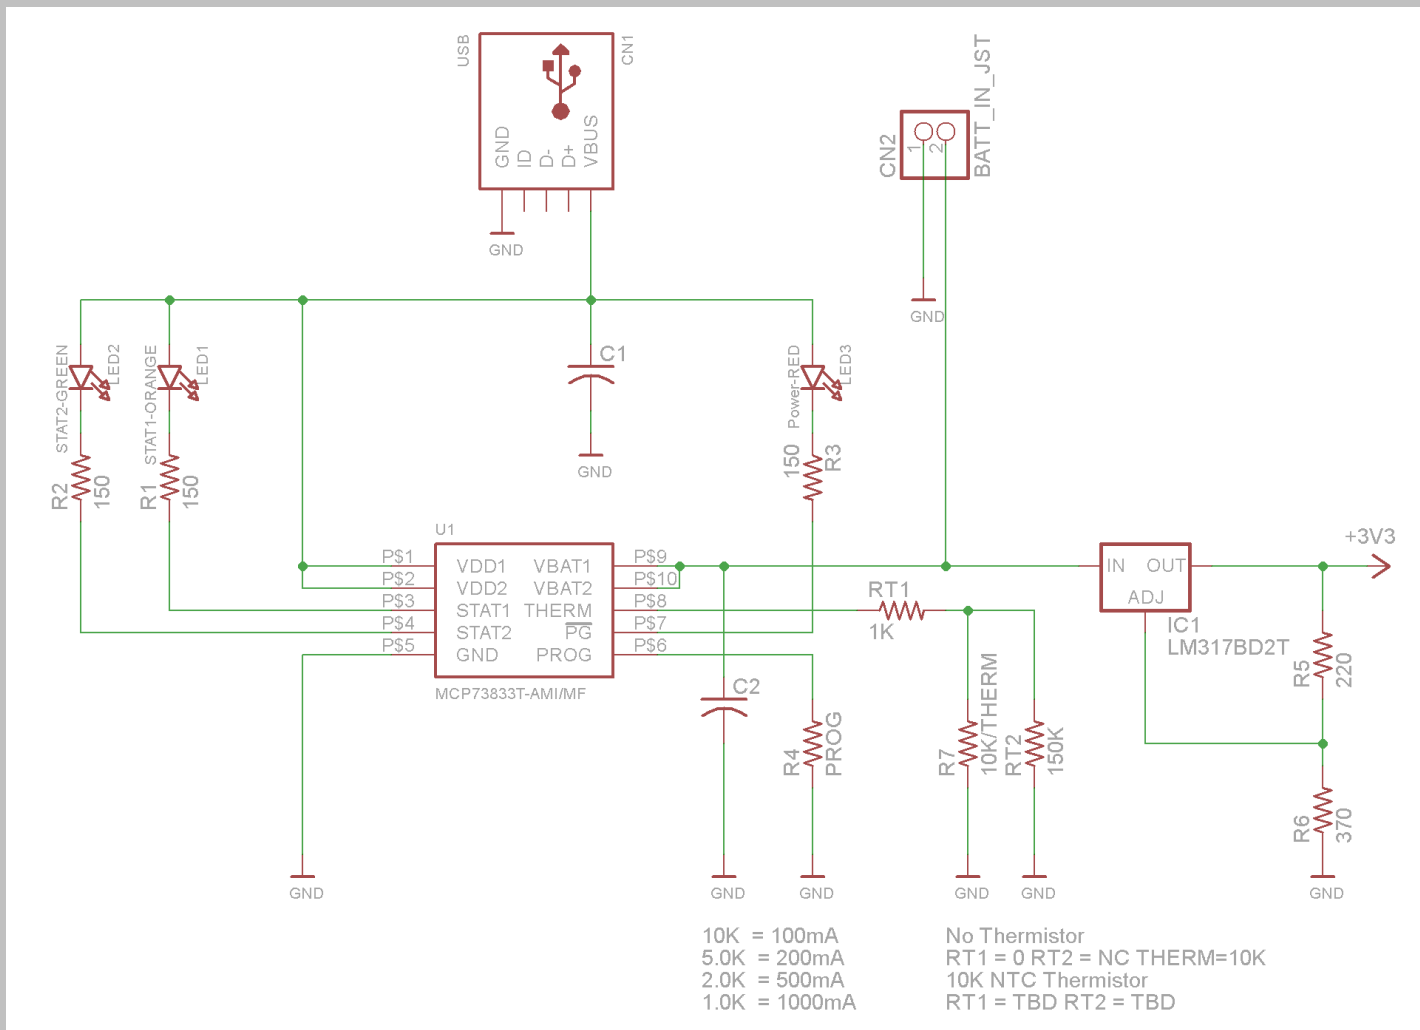 USB
CN1
GND
ID
D-
D+
VBUS
GND
CN2
1
2
BATT_IN_JST
GND
STAT2-GREEN
LED2
STAT1-ORANGE
LED1
C1
GND
Power-RED
LED3
R2
150
R1
150
150
R3
U1
P$1
P$2
P$3
P$4
P$5
VDD1
VDD2
STAT1
STAT2
GND
VBAT1
VBAT2
THERM
PG
PROG
P$9
P$10
P$8
P$7
P$6
MCP73833T-AMI/MF
RT1
1K
IN OUT
ADJ
IC1
LM317BD2T
+3V3
R5
220
R6
370
GND
C2
GND
R4
PROG
GND
R7
10K/THERM
GND
RT2
150K
GND
GND
10K = 100mA
5.0K = 200mA
2.0K = 500mA
1.0K = 1000mA
No Thermistor
RT1 = 0 RT2 = NC THERM=10K
10K NTC Thermistor
RT1 = TBD RT2 = TBD